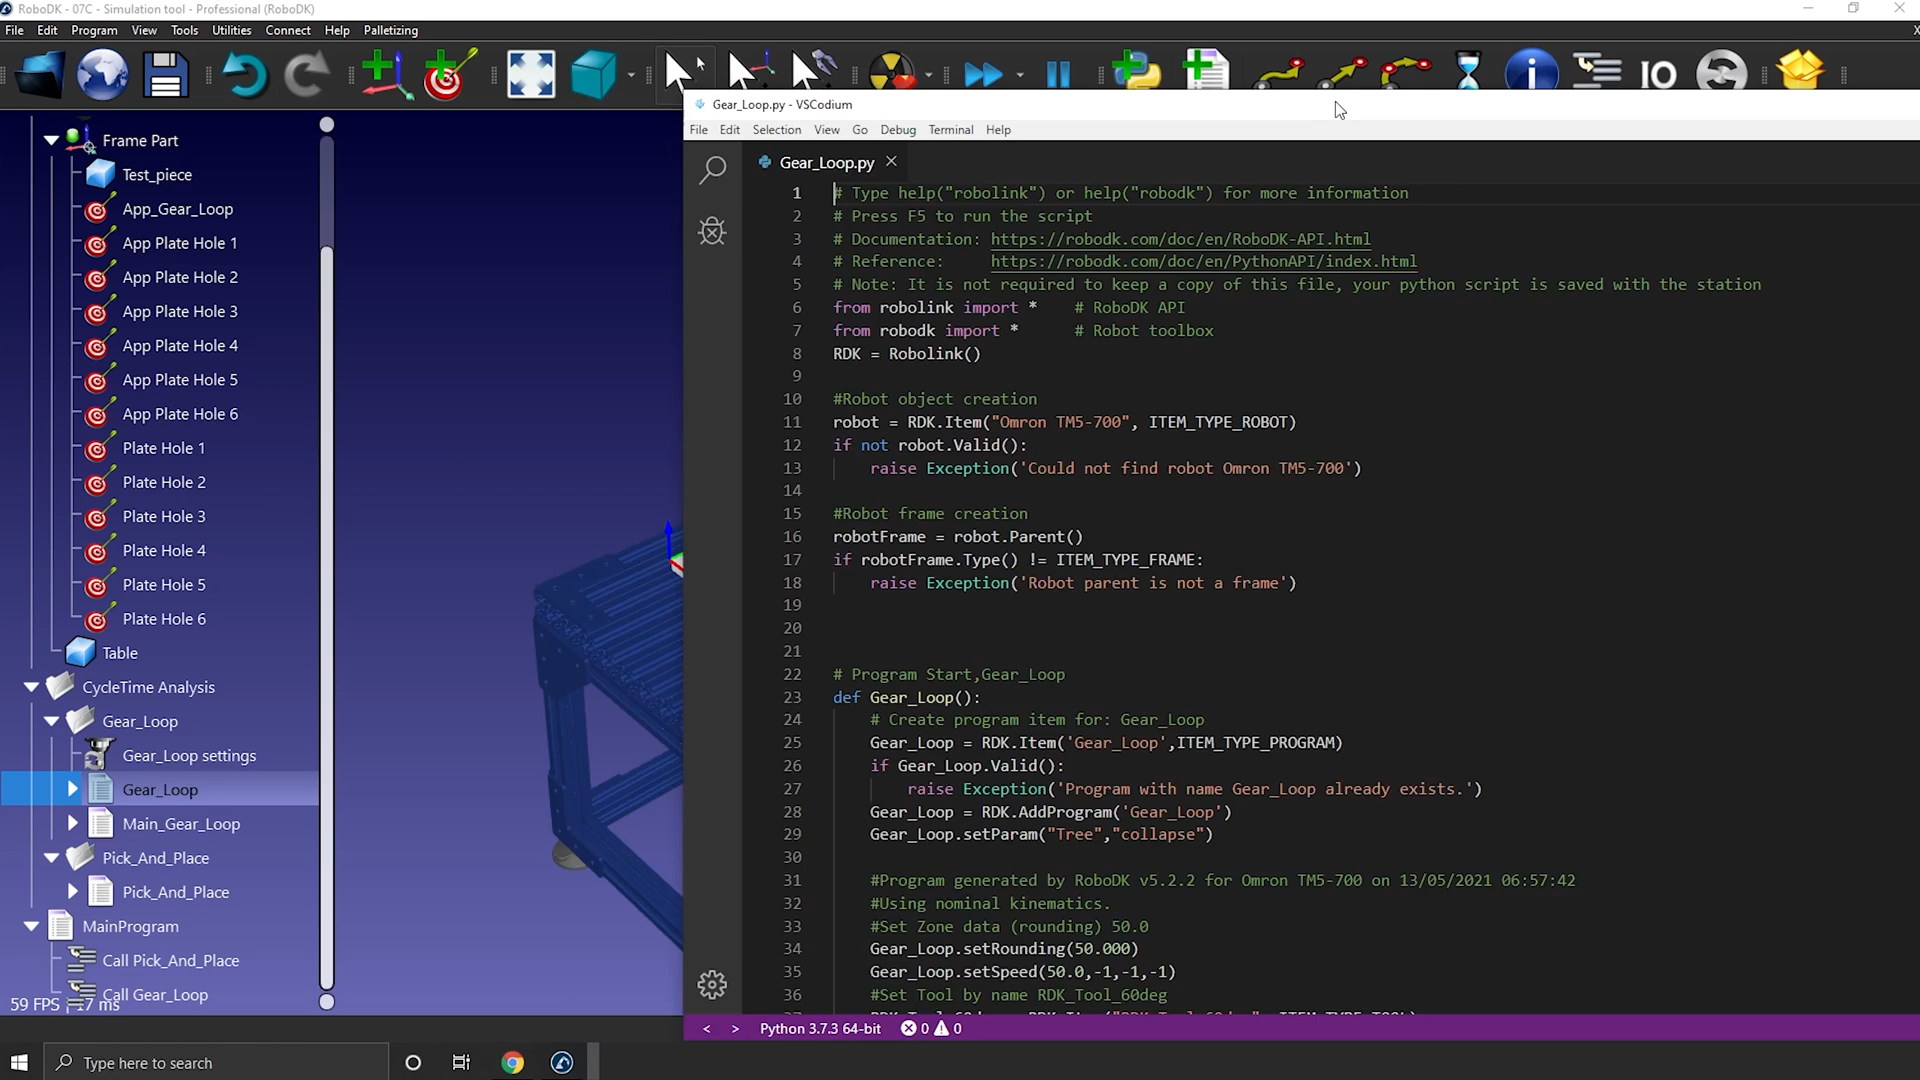 RoboDK - 07C - Simulation tool - Professional (RoboDK)
File Edit Program View Tools Utilities Connect Help Palletizing
IO
Frame Part
Test_piece
App_Gear_Loop
App Plate Hole 1
App Plate Hole 2
App Plate Hole 3
App Plate Hole 4
App Plate Hole 5
App Plate Hole 6
Plate Hole 1
Plate Hole 2
Plate Hole 3
Plate Hole 4
Plate Hole 5
Plate Hole 6
Table
CycleTime Analysis
Gear_Loop
Gear_Loop settings
Gear_Loop
Main_Gear_Loop
Pick_And_Place
Pick_And_Place
MainProgram
Call Pick_And_Place
Call Gear_Loop
59 FPS | 17 ms
Gear_Loop.py - VSCodium
File Edit Selection View Go Debug Terminal Help
Gear_Loop.py
1 # Type help("robolink") or help("robodk") for more information
2 # Press F5 to run the script
3 # Documentation: https://robodk.com/doc/en/RoboDK-API.html
4 # Reference:     https://robodk.com/doc/en/PythonAPI/index.html
5 # Note: It is not required to keep a copy of this file, your python script is saved with the station
6 from robolink import *    # RoboDK API
7 from robodk import *      # Robot toolbox
8 RDK = Robolink()
9
10 #Robot object creation
11 robot = RDK.Item("Omron TM5-700", ITEM_TYPE_ROBOT)
12 if not robot.Valid():
13     raise Exception('Could not find robot Omron TM5-700')
14
15 #Robot frame creation
16 robotFrame = robot.Parent()
17 if robotFrame.Type() != ITEM_TYPE_FRAME:
18     raise Exception('Robot parent is not a frame')
19
20
21
22 # Program Start,Gear_Loop
23 def Gear_Loop():
24     # Create program item for: Gear_Loop
25     Gear_Loop = RDK.Item('Gear_Loop',ITEM_TYPE_PROGRAM)
26     if Gear_Loop.Valid():
27         raise Exception('Program with name Gear_Loop already exists.')
28     Gear_Loop = RDK.AddProgram('Gear_Loop')
29     Gear_Loop.setParam("Tree","collapse")
30
31     #Program generated by RoboDK v5.2.2 for Omron TM5-700 on 13/05/2021 06:57:42
32     #Using nominal kinematics.
33     #Set Zone data (rounding) 50.0
34     Gear_Loop.setRounding(50.000)
35     Gear_Loop.setSpeed(50.0,-1,-1,-1)
36     #Set Tool by name RDK_Tool_60deg
Python 3.7.3 64-bit 0 0
Type here to search